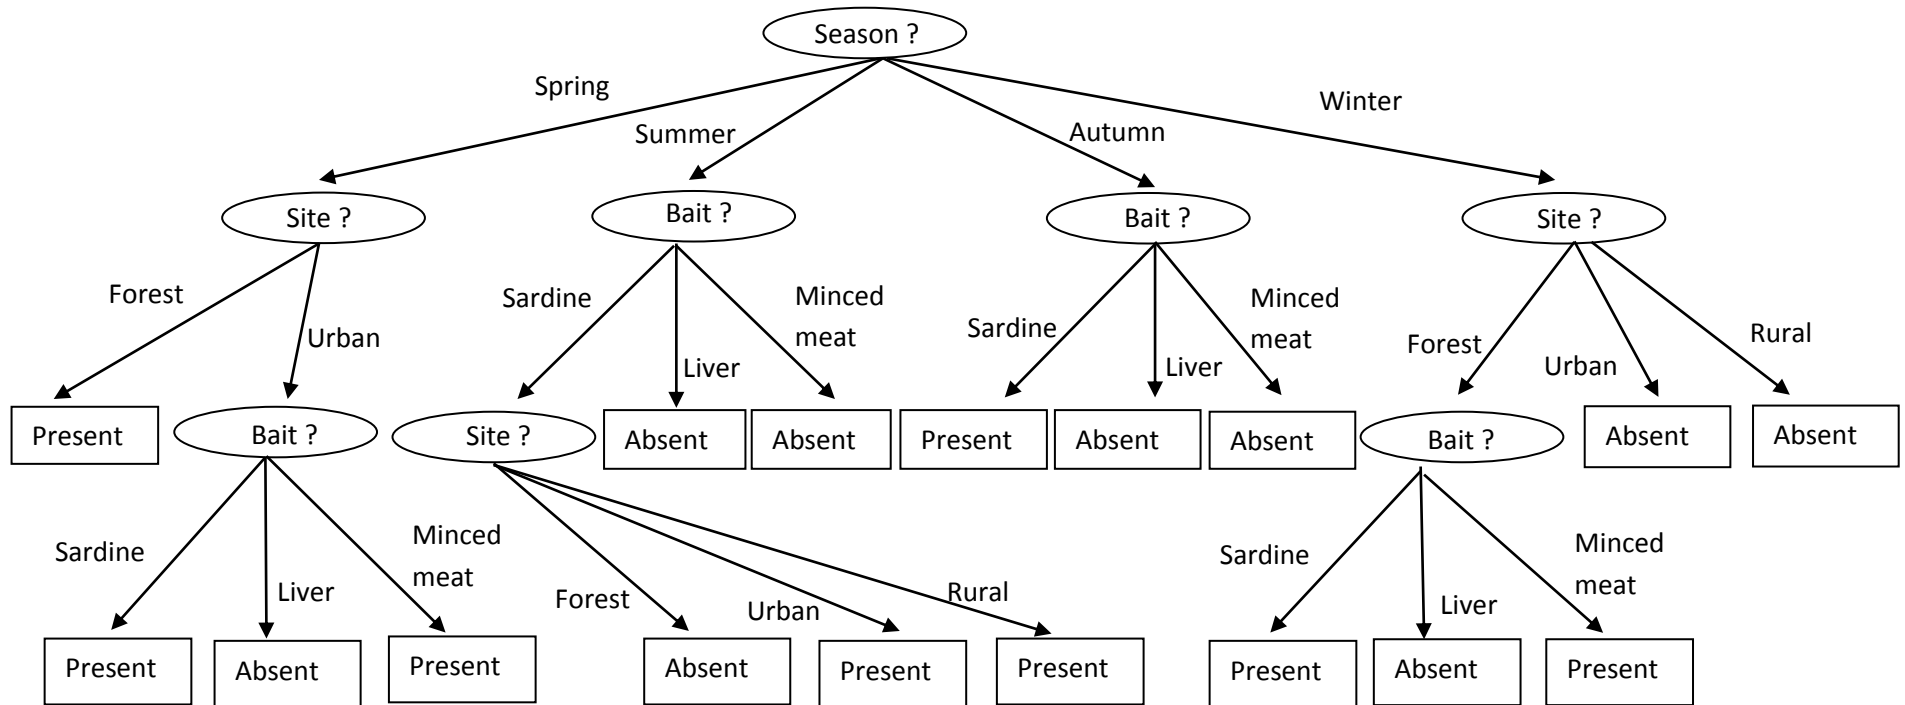 Season ?
Spring
Summer
Autumn
Winter
Site ?
Bait ?
Bait ?
Site ?
Forest
Urban
Sardine
Liver
Minced
meat
Sardine
Liver
Minced
meat
Forest
Urban
Rural
Present
Bait ?
Site ?
Absent
Absent
Present
Absent
Absent
Bait ?
Absent
Absent
Sardine
Liver
Minced
meat
Forest
Urban
Rural
Sardine
Liver
Minced
meat
Present
Absent
Present
Absent
Present
Present
Present
Absent
Present